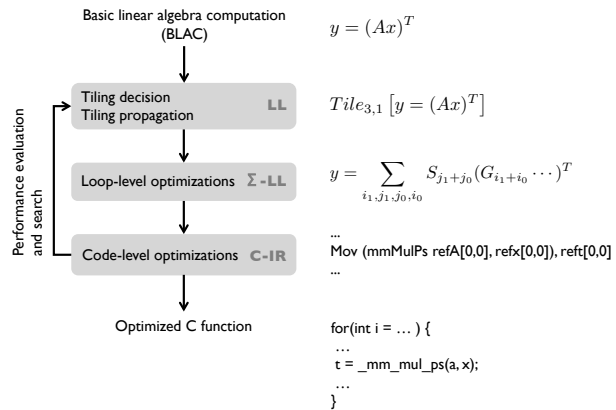 Basic linear algebra computation
(BLAC)
y = (Ax)^T
Tiling decision
Tiling propagation
LL
Tile_{3,1} [y = (Ax)^T]
Performance evaluation
and search
Loop-level optimizations Σ-LL
y = ∑_{i_1,j_1,j_0,i_0} S_{j_1+j_0}(G_{i_1+i_0} ⋯)^T
Code-level optimizations C-IR
...
Mov (mmMulPs refA[0,0], refx[0,0]), reft[0,0]
...
Optimized C function
for(int i = … ) {
…
t = _mm_mul_ps(a, x);
…
}